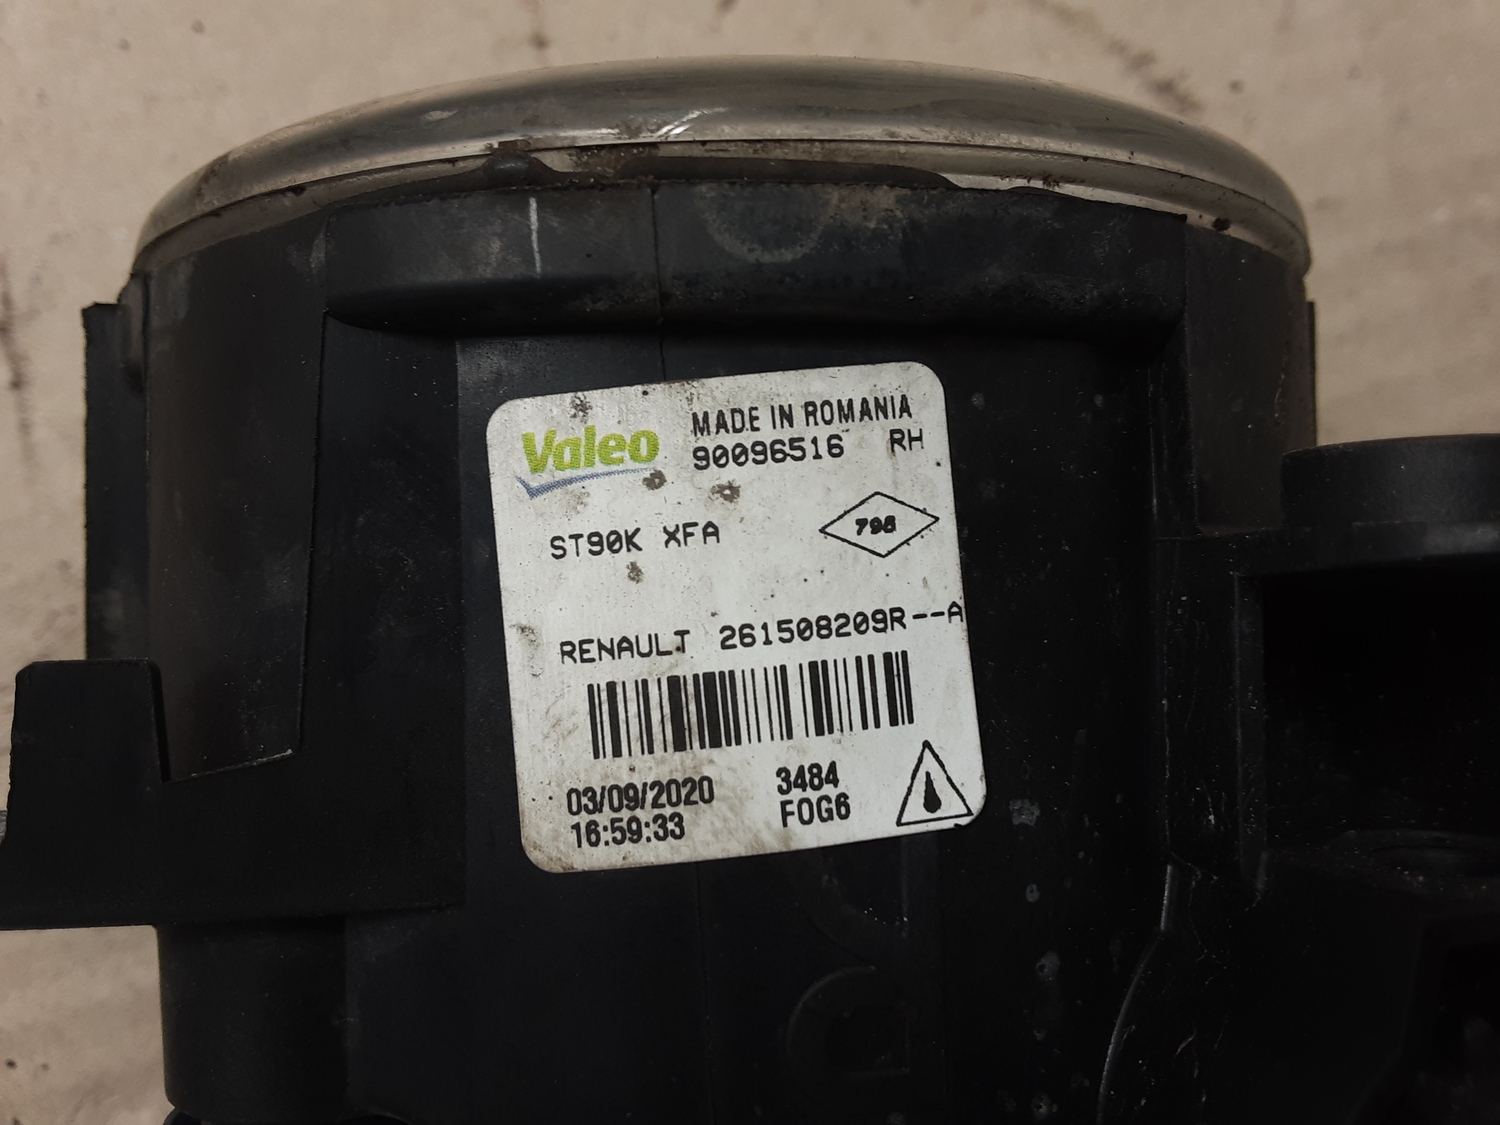 Valeo
MADE IN ROMANIA
90096516 RH
ST90K XFA
798
RENAULT 261508209R--A
03/09/2020
16:59:33
3484
FOG6